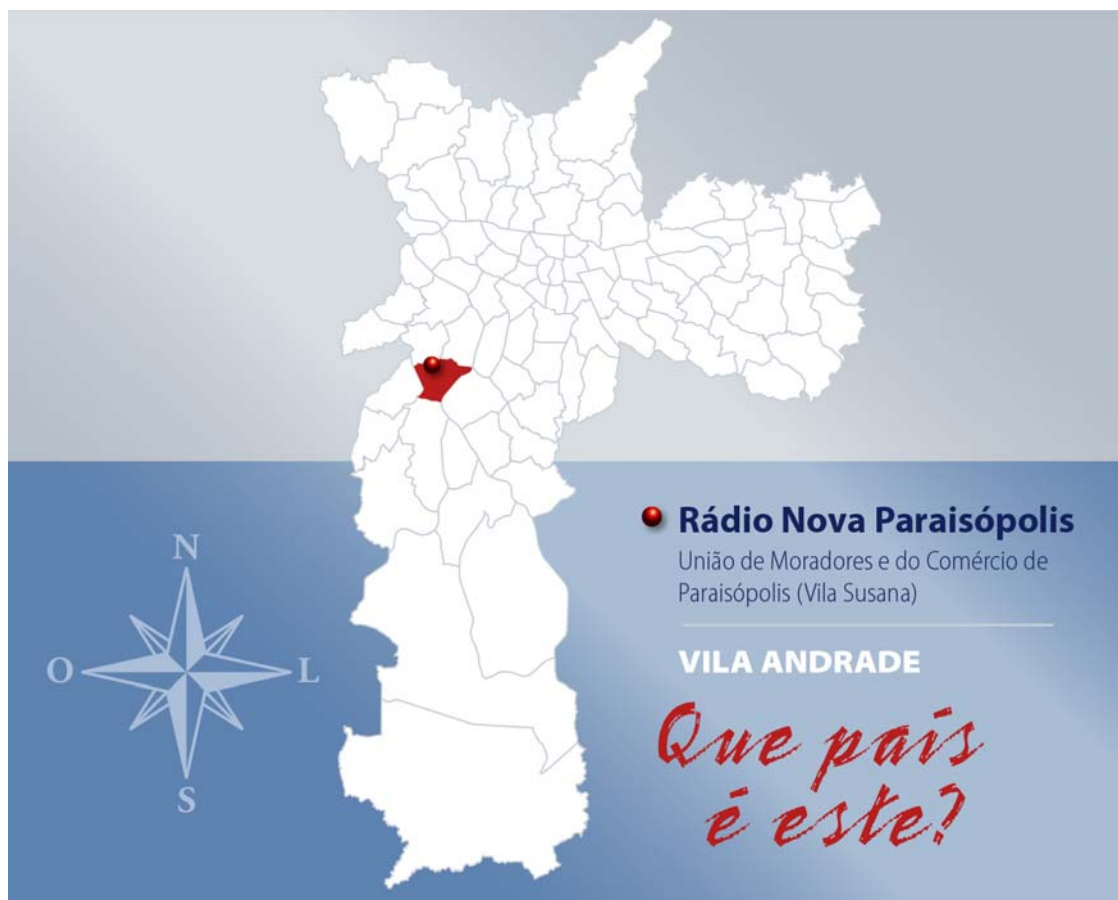 Rádio Nova Paraisópolis
União de Moradores e do Comércio de
Paraisópolis (Vila Susana)
VILA ANDRADE
Que país
é este?
N
O
L
S